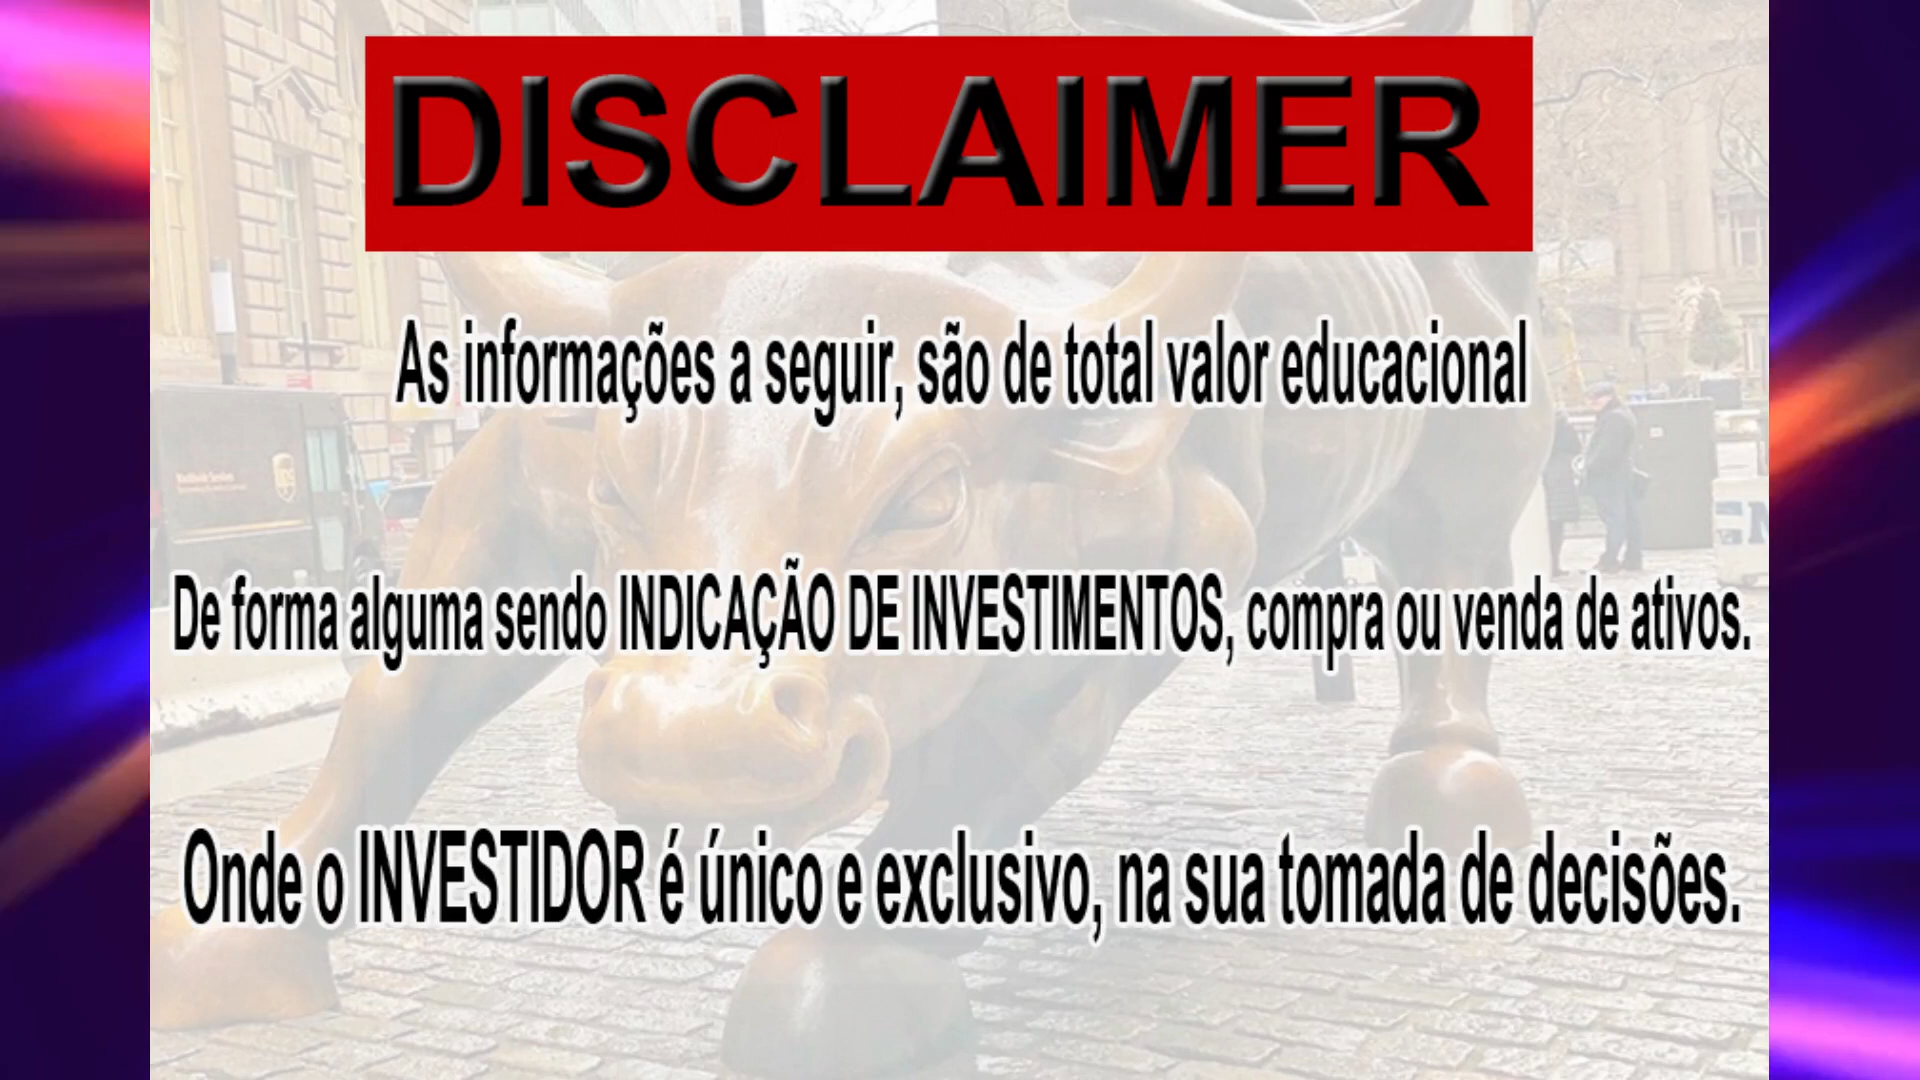 DISCLAIMER
As informações a seguir, são de total valor educacional
De forma alguma sendo INDICAÇÃO DE INVESTIMENTOS, compra ou venda de ativos.
Onde o INVESTIDOR é único e exclusivo, na sua tomada de decisões.